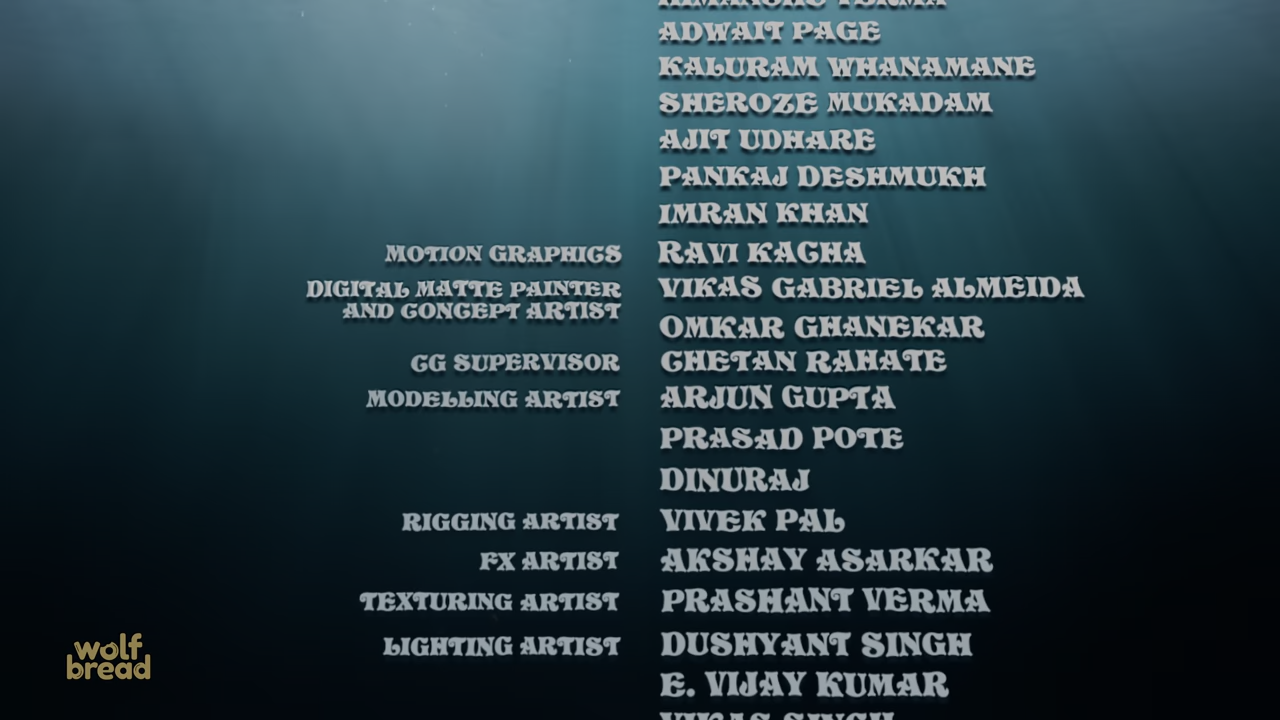 ADWAIT PAGE
KALURAM WHANAMANE
SHEROZE MUKADAM
AJIT UDHARE
PANKAJ DESHMUKH
IMRAN KHAN
MOTION GRAPHICS RAVI KACHA
DIGITAL MATTE PAINTER VIKAS GABRIEL ALMEIDA
AND CONCEPT ARTIST
OMKAR GHANEKAR
CG SUPERVISOR CHETAN RAHATE
MODELLING ARTIST ARJUN GUPTA
PRASAD POTE
DINURAJ
RIGGING ARTIST VIVEK PAL
FX ARTIST AKSHAY ASARKAR
TEXTURING ARTIST PRASHANT VERMA
LIGHTING ARTIST DUSHYANT SINGH
E. VIJAY KUMAR
VIKAS SINGH
wolf
bread